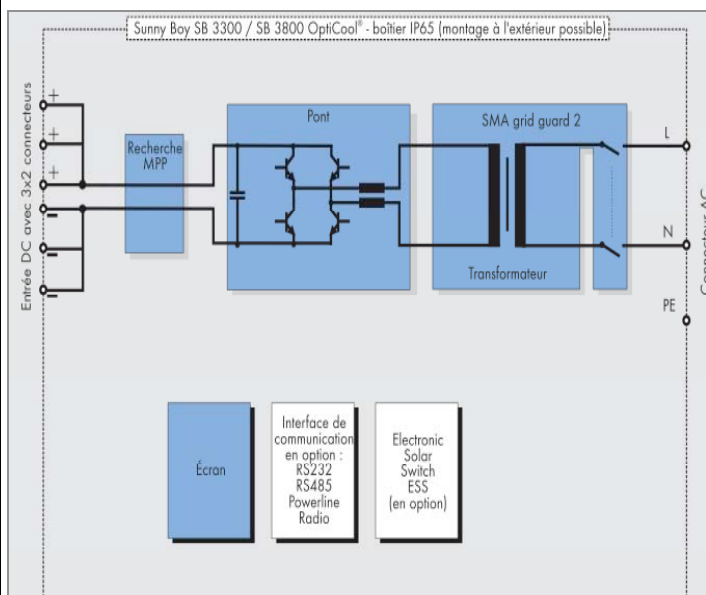 Sunny Boy SB 3300 / SB 3800 OptiCool® - boîtier IP65 (montage à l'extérieur possible)
Entrée DC avec 3x2 connecteurs
+
+
+
-
-
-
Recherche
MPP
Pont
SMA grid guard 2
Transformateur
L
N
PE
Connecteur AC
Écran
Interface de
communication
en option :
RS232
RS485
Powerline
Radio
Electronic
Solar
Switch
ESS
(en option)